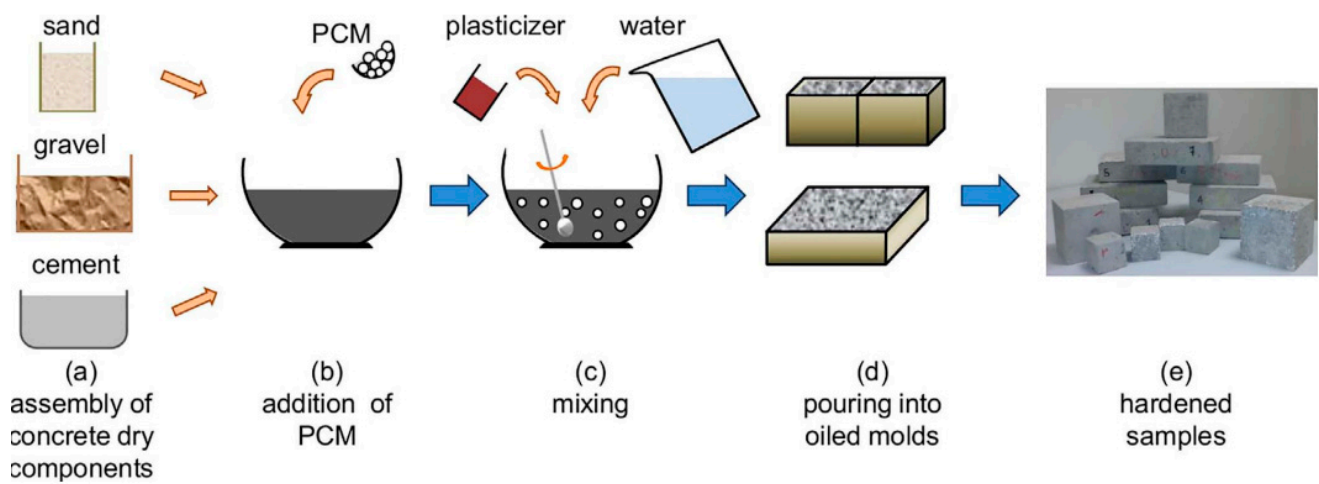 sand
PCM
plasticizer
water
gravel
cement
(a)
assembly of
concrete dry
components
(b)
addition of
PCM
(c)
mixing
(d)
pouring into
oiled molds
(e)
hardened
samples